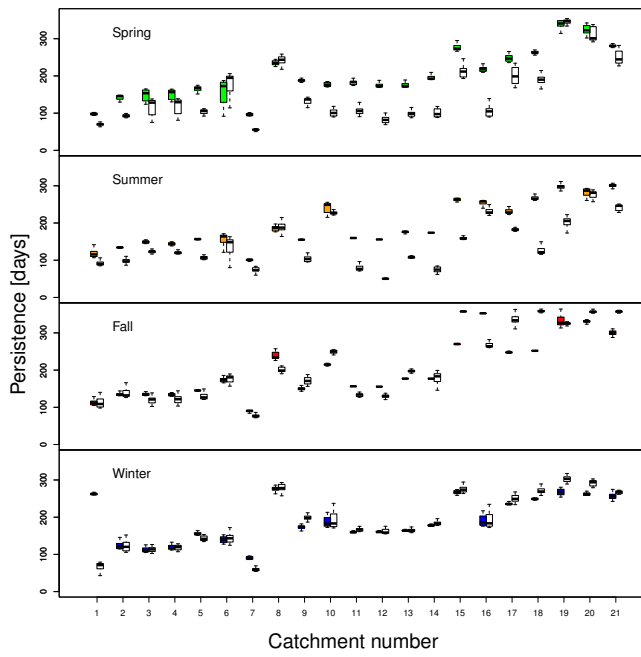 Persistence [days]
Spring
0 100 200 300
Summer
0 100 200 300
Fall
0 100 200 300
Winter
0 100 200 300
1 2 3 4 5 6 7 8 9 10 11 12 13 14 15 16 17 18 19 20 21
Catchment number